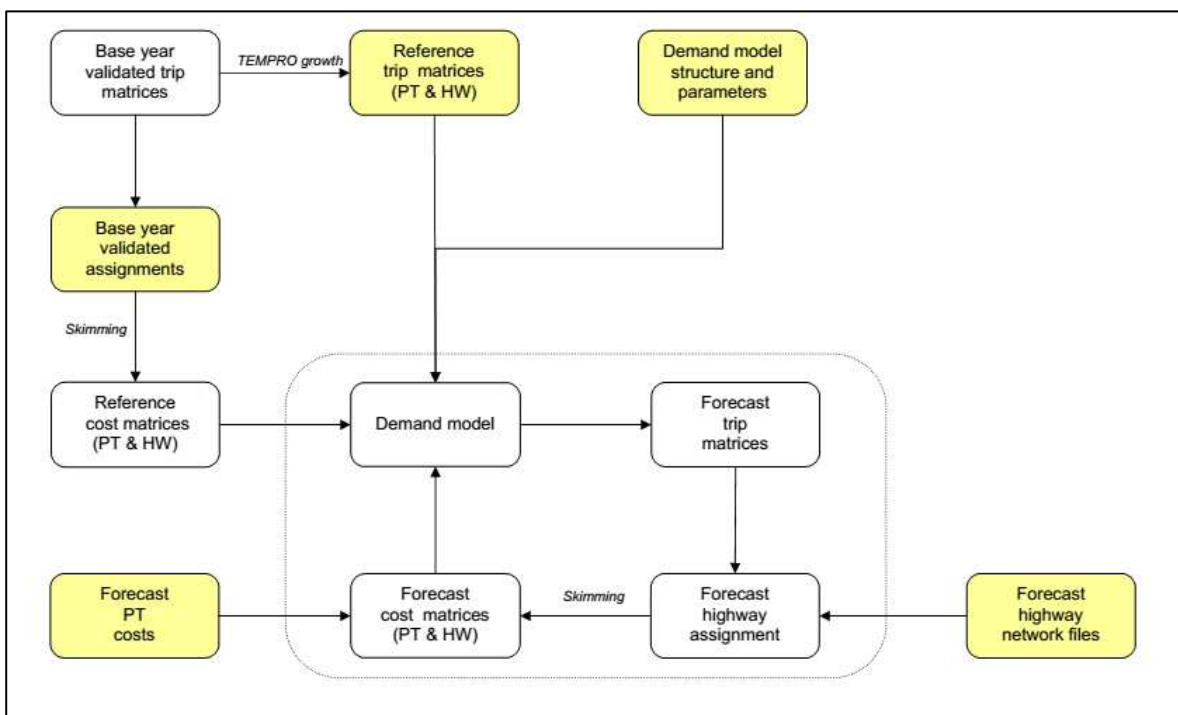 Base year
validated trip
matrices
TEMPRO growth
Reference
trip matrices
(PT & HW)
Demand model
structure and
parameters
Base year
validated
assignments
Skimming
Reference
cost matrices
(PT & HW)
Demand model
Forecast
trip
matrices
Forecast
PT
costs
Forecast
cost matrices
(PT & HW)
Skimming
Forecast
highway
assignment
Forecast
highway
network files